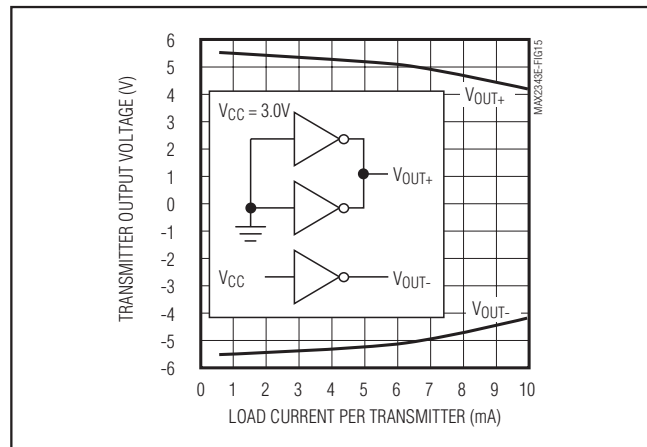 TRANSMITTER OUTPUT VOLTAGE (V)
6
5
4
3
2
1
0
-1
-2
-3
-4
-5
-6
0 1 2 3 4 5 6 7 8 9 10
LOAD CURRENT PER TRANSMITTER (mA)
MAX2343E-FIG15
VOUT+
VCC = 3.0V
VOUT+
VCC
VOUT-
VOUT-